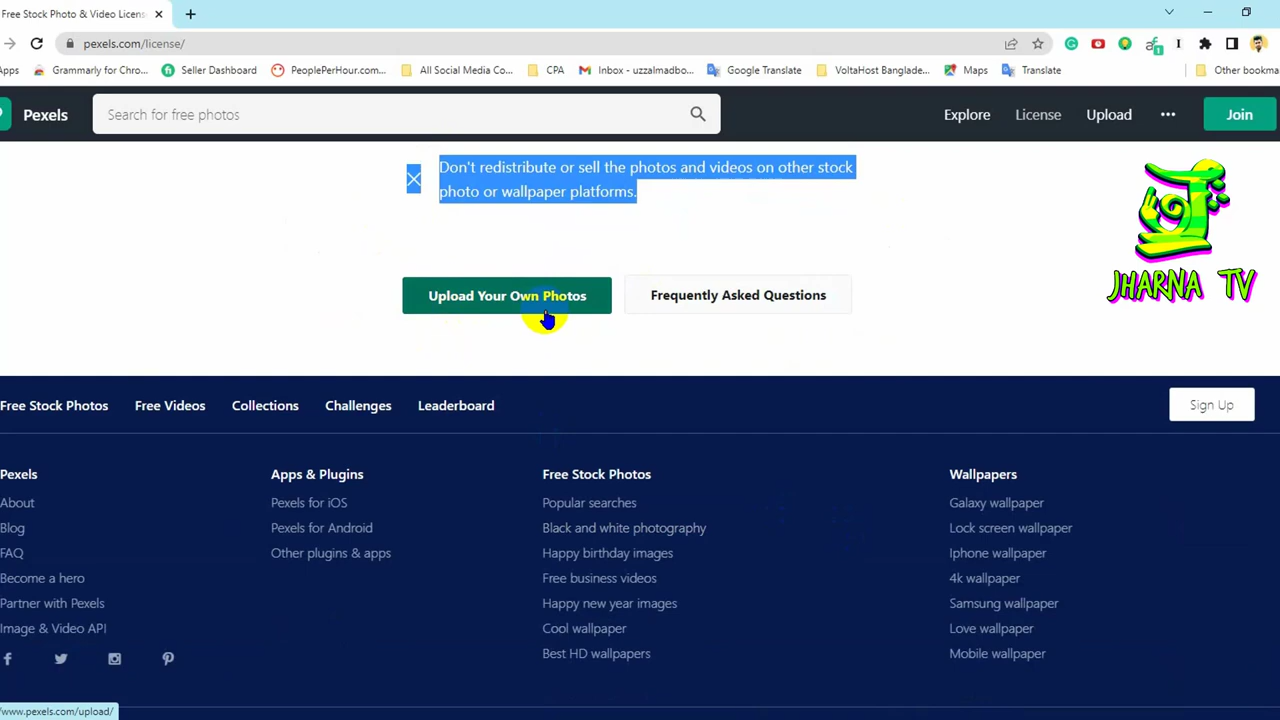 Free Stock Photo & Video Licens
pexels.com/license/
Apps
Grammarly for Chro...
Seller Dashboard
PeoplePerHour.com...
All Social Media Co...
CPA
Inbox - uzzalmadbo...
Google Translate
VoltaHost Banglade...
Maps
Translate
Other bookma
Pexels
Search for free photos
Explore
License
Upload
Join
Don't redistribute or sell the photos and videos on other stock
photo or wallpaper platforms.
JHARNA TV
Upload Your Own Photos
Frequently Asked Questions
Free Stock Photos
Free Videos
Collections
Challenges
Leaderboard
Sign Up
Pexels
Apps & Plugins
Free Stock Photos
Wallpapers
About
Pexels for iOS
Popular searches
Galaxy wallpaper
Blog
Pexels for Android
Black and white photography
Lock screen wallpaper
FAQ
Other plugins & apps
Happy birthday images
Iphone wallpaper
Become a hero
Free business videos
4k wallpaper
Partner with Pexels
Happy new year images
Samsung wallpaper
Image & Video API
Cool wallpaper
Love wallpaper
Best HD wallpapers
Mobile wallpaper
/www.pexels.com/upload/